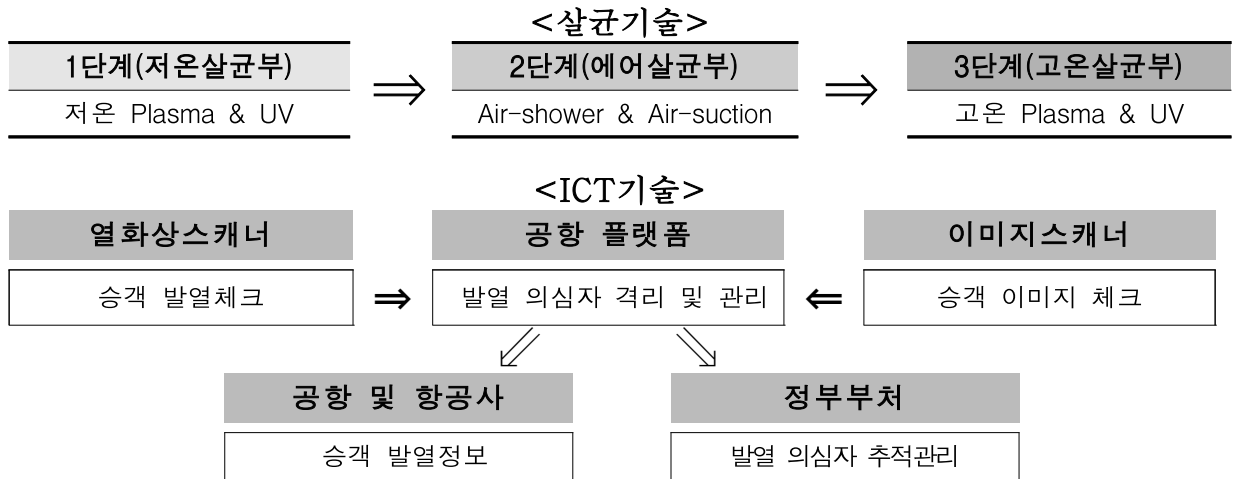 <살균기술>
1단계(저온살균부) ⇒ 2단계(에어살균부) ⇒ 3단계(고온살균부)
저온 Plasma & UV Air-shower & Air-suction 고온 Plasma & UV
<ICT기술>
열화상스캐너 공항 플랫폼 이미지스캐너
승객 발열체크 ⇒ 발열 의심자 격리 및 관리 ⇐ 승객 이미지 체크
공항 및 항공사 정부부처
승객 발열정보 발열 의심자 추적관리